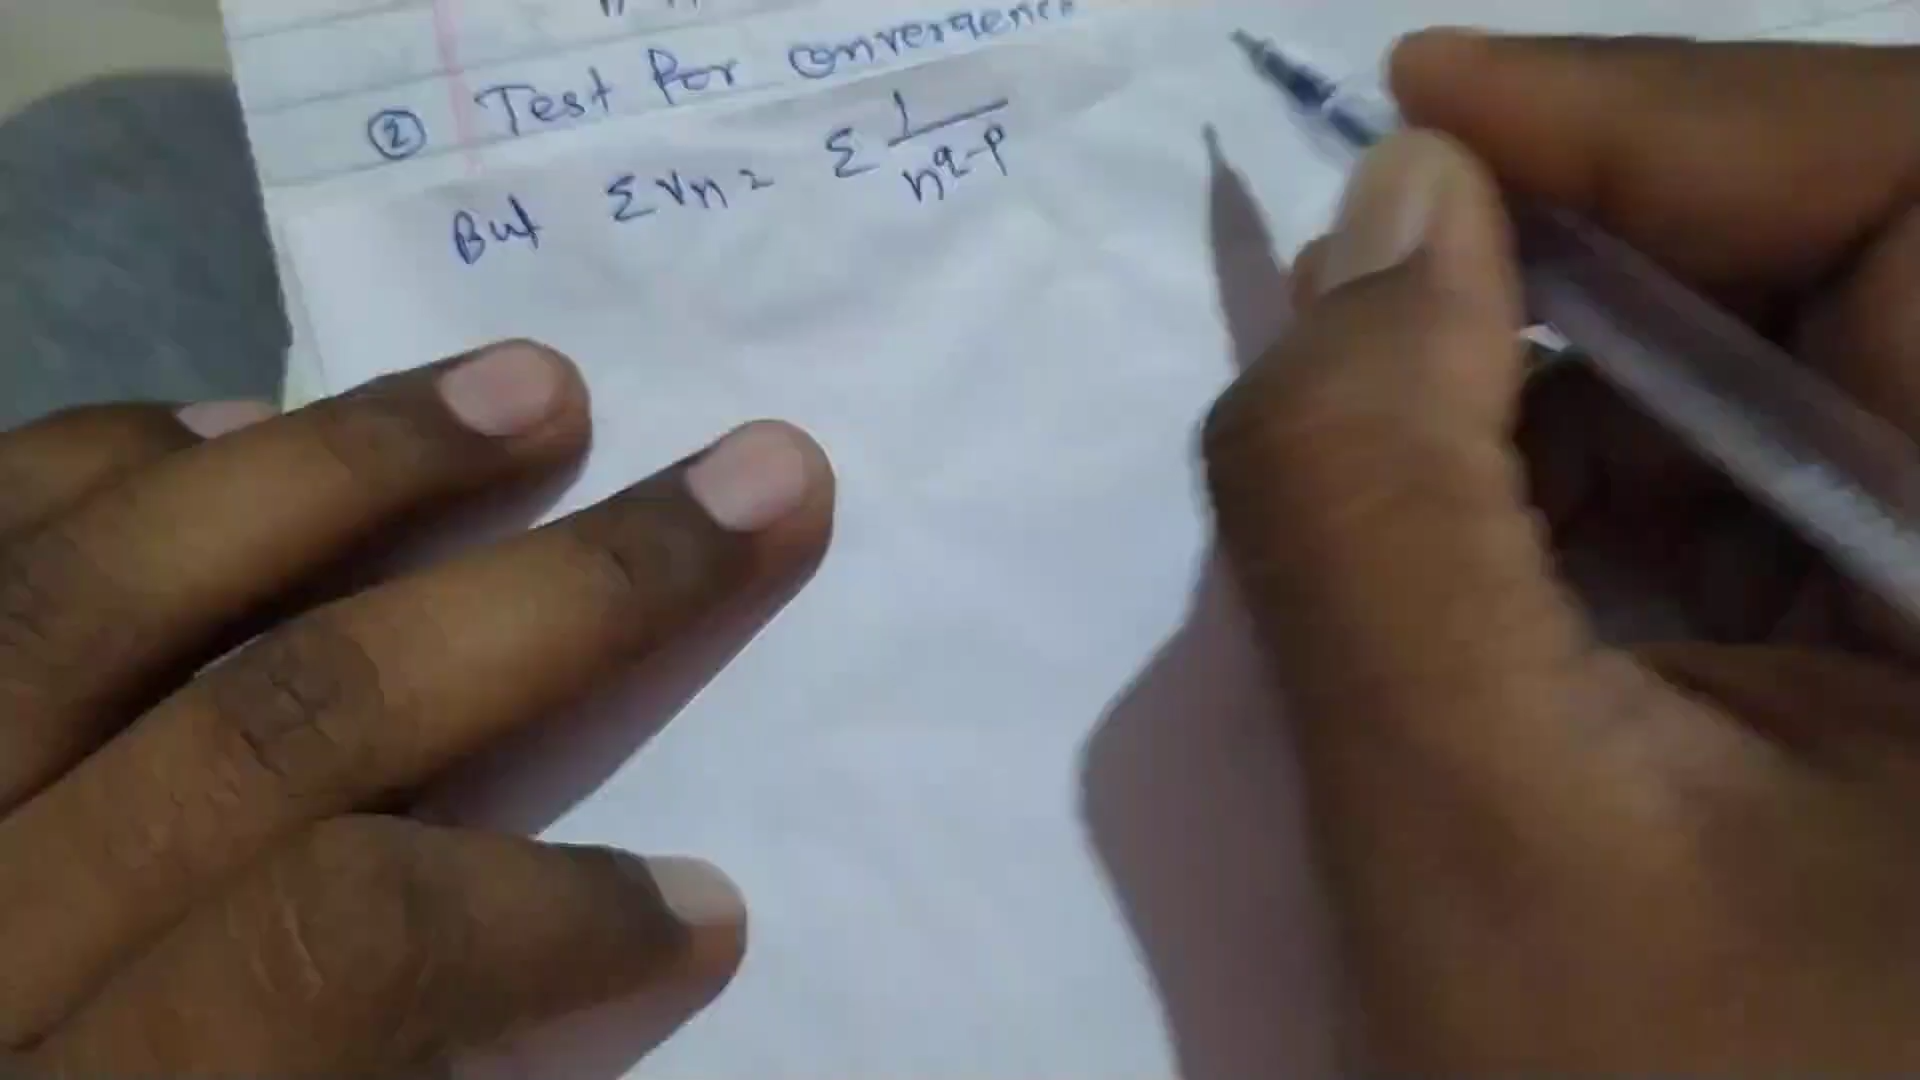 ② Test for convergence
But Σvn = Σ 1/n^q-p